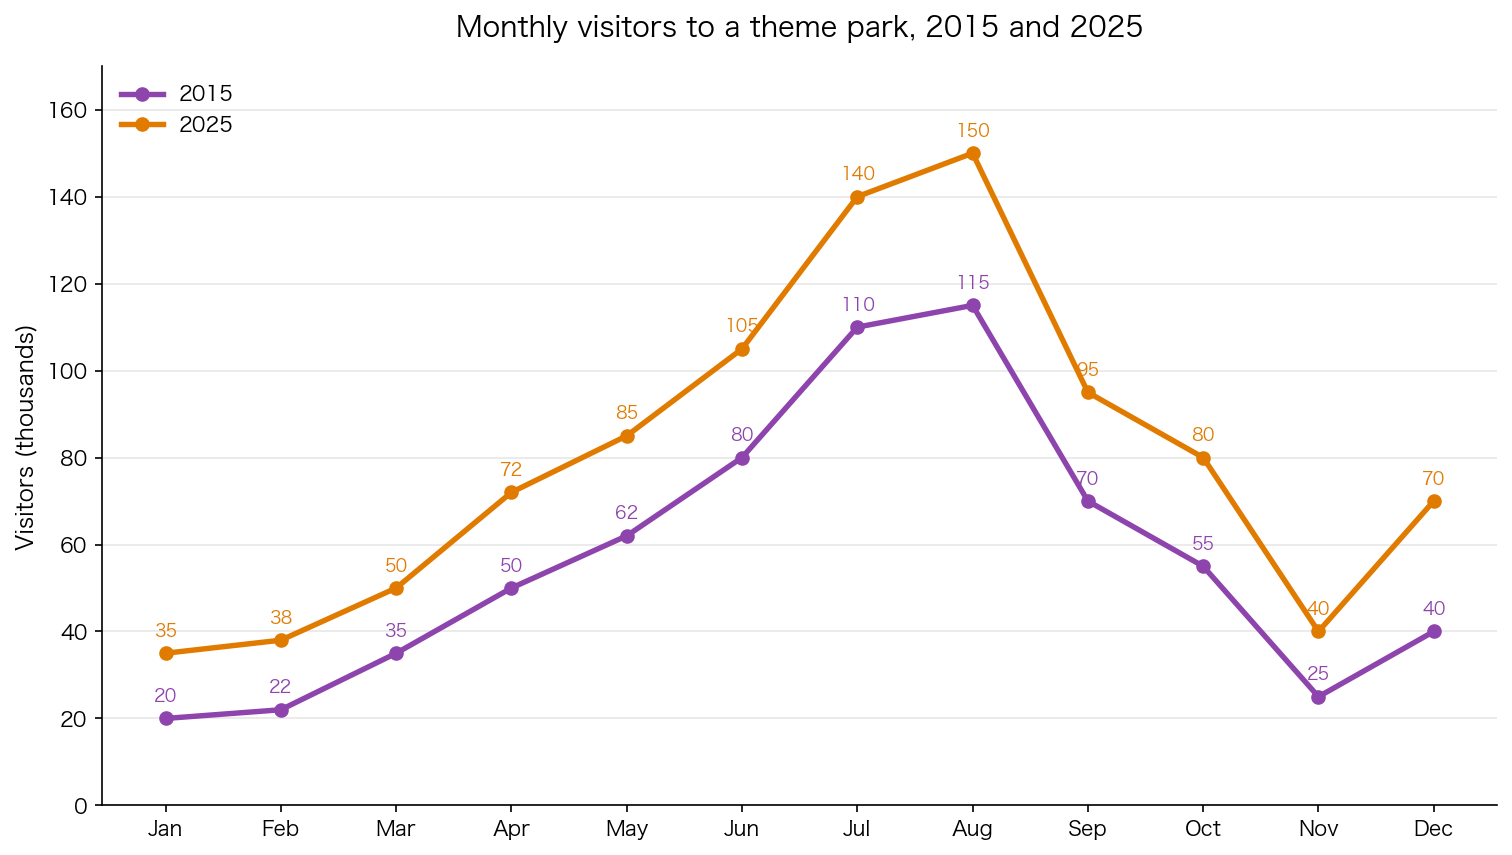 Monthly visitors to a theme park, 2015 and 2025
2015
2025
Visitors (thousands)
160
140
120
100
80
60
40
20
0
35
38
50
72
85
105
140
150
95
80
40
70
20
22
35
50
62
80
110
115
70
55
25
40
Jan
Feb
Mar
Apr
May
Jun
Jul
Aug
Sep
Oct
Nov
Dec